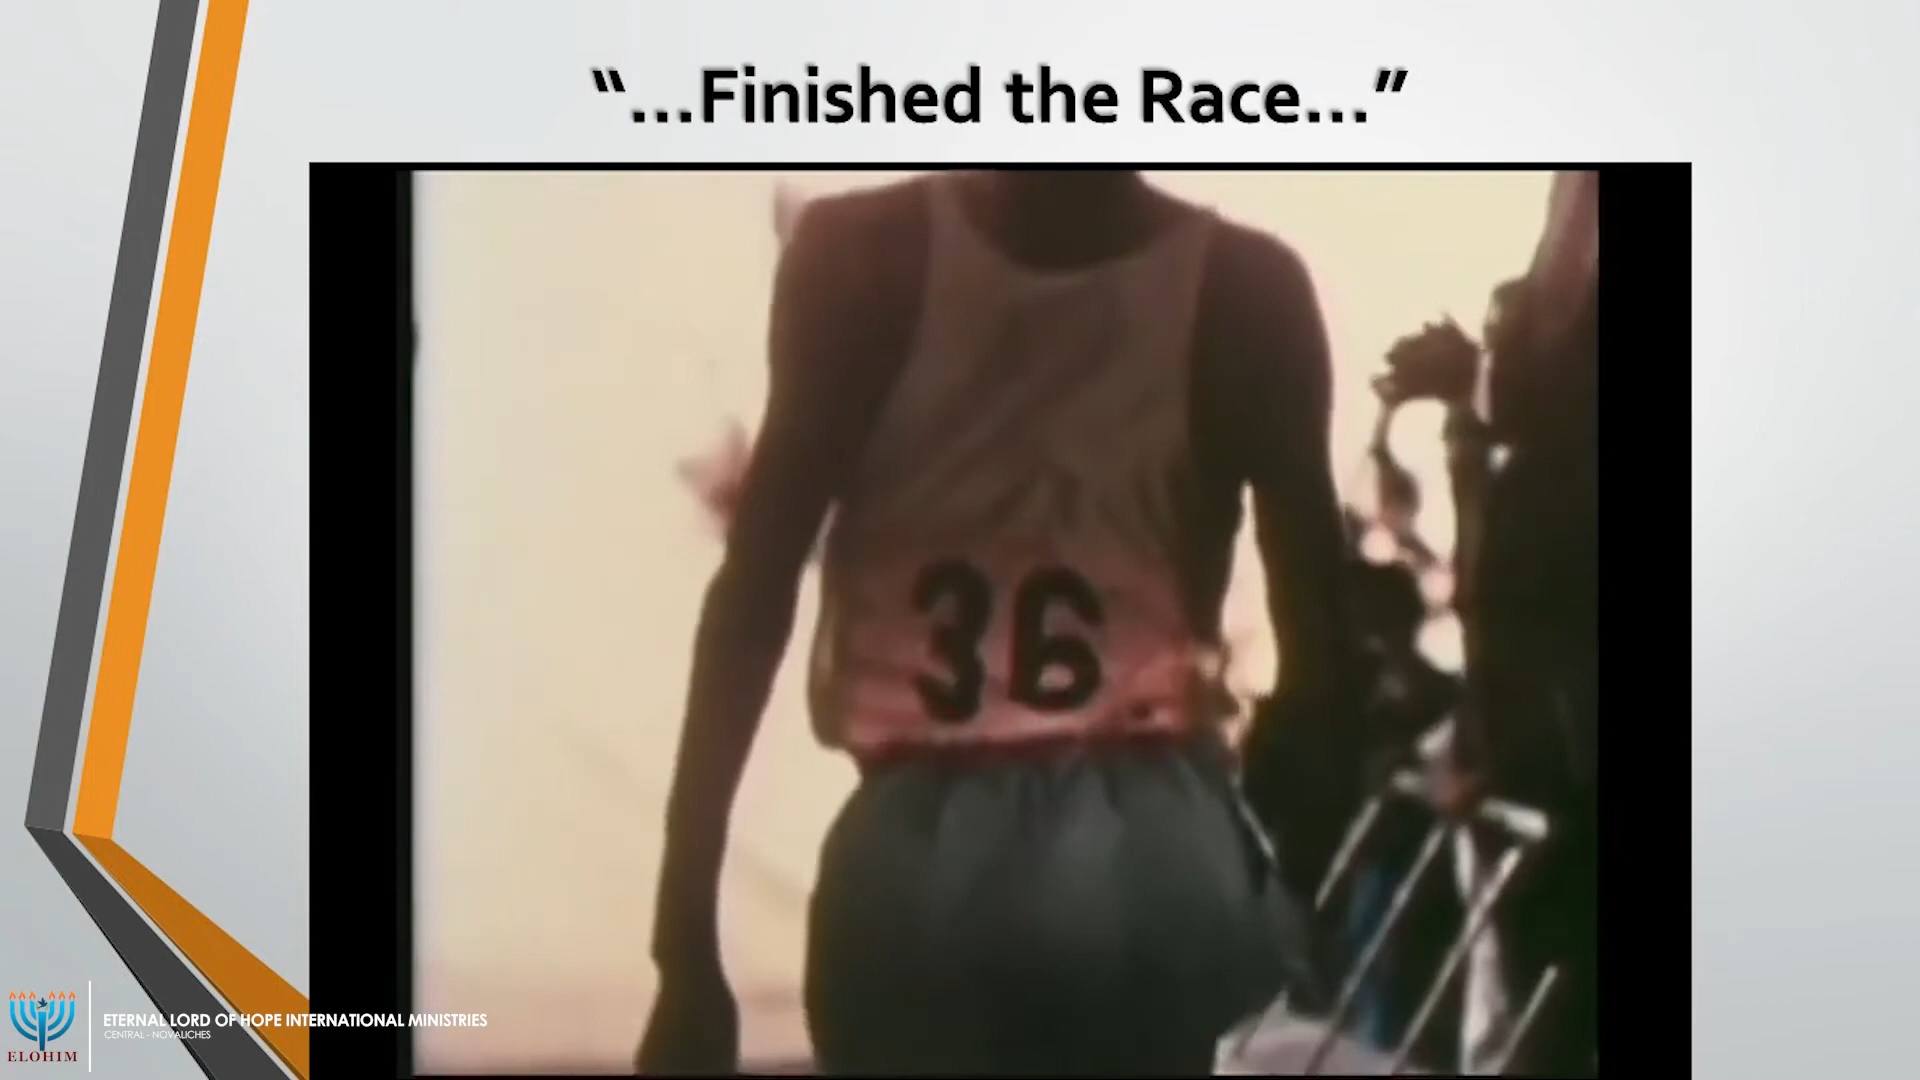 “...Finished the Race...”
36
ETERNAL LORD OF HOPE INTERNATIONAL MINISTRIES
CENTRAL - NOVALICHES
ELOHIM